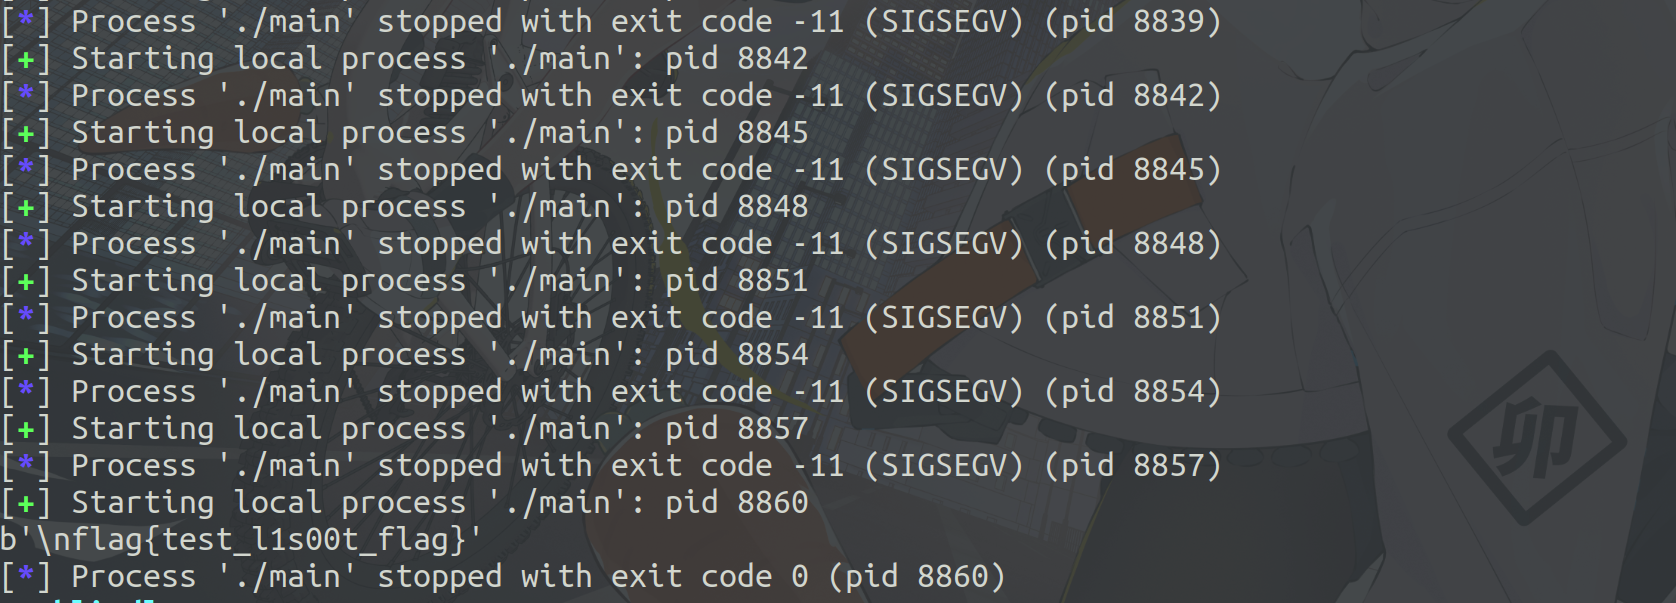 [*] Process './main' stopped with exit code -11 (SIGSEGV) (pid 8839)
[+] Starting local process './main': pid 8842
[*] Process './main' stopped with exit code -11 (SIGSEGV) (pid 8842)
[+] Starting local process './main': pid 8845
[*] Process './main' stopped with exit code -11 (SIGSEGV) (pid 8845)
[+] Starting local process './main': pid 8848
[*] Process './main' stopped with exit code -11 (SIGSEGV) (pid 8848)
[+] Starting local process './main': pid 8851
[*] Process './main' stopped with exit code -11 (SIGSEGV) (pid 8851)
[+] Starting local process './main': pid 8854
[*] Process './main' stopped with exit code -11 (SIGSEGV) (pid 8854)
[+] Starting local process './main': pid 8857
[*] Process './main' stopped with exit code -11 (SIGSEGV) (pid 8857)
[+] Starting local process './main': pid 8860
b'\nflag{test_l1s00t_flag}'
[*] Process './main' stopped with exit code 0 (pid 8860)
卯